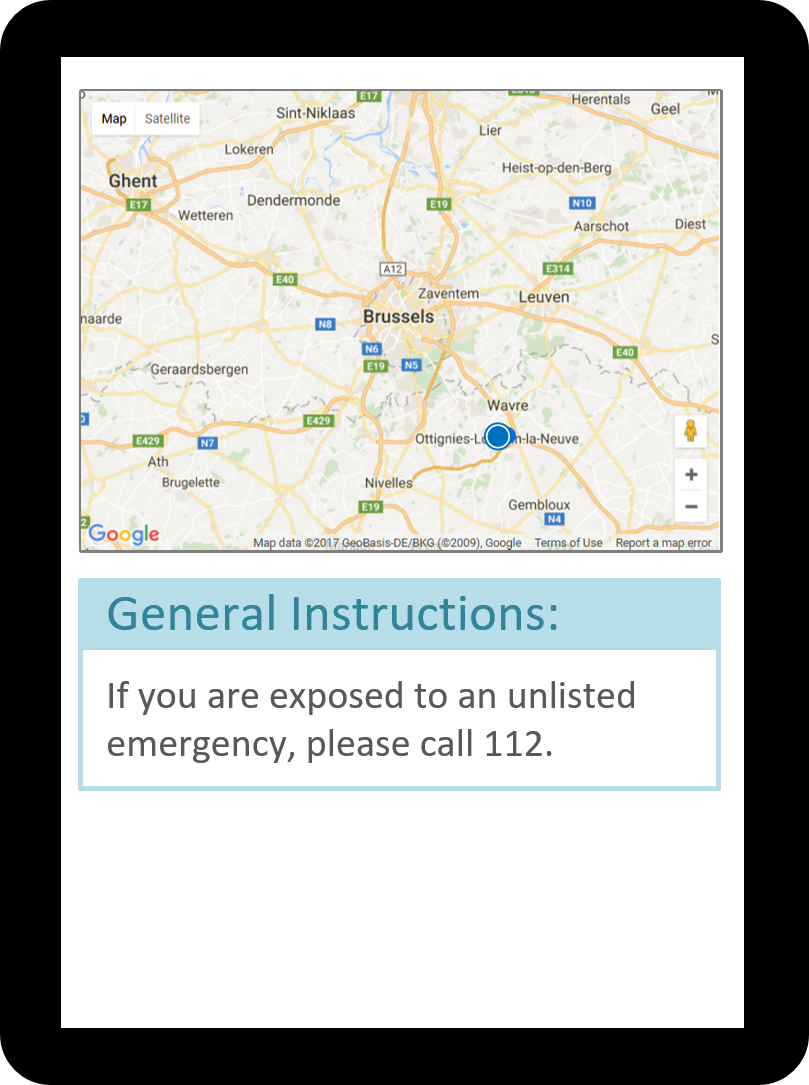 E17
Herentals
Map Satellite
Sint-Niklaas
Geel
Lier
Lokeren
Heist-op-den-Berg
Ghent
E17
Dendermonde
E19
N10
Wetteren
Aarschot
Diest
A12
E314
E40
Zaventem
Leuven
naarde
N8
Brussels
S
N6
E19
N5
E40
Geraardsbergen
Wavre
E429
E429
N7
Ottignies-Lo n-la-Neuve
Ath
Brugelette
Nivelles
E19
Gembloux
N4
Google
Map data ©2017 GeoBasis-DE/BKG (©2009), Google Terms of Use Report a map error
General Instructions:
If you are exposed to an unlisted
emergency, please call 112.